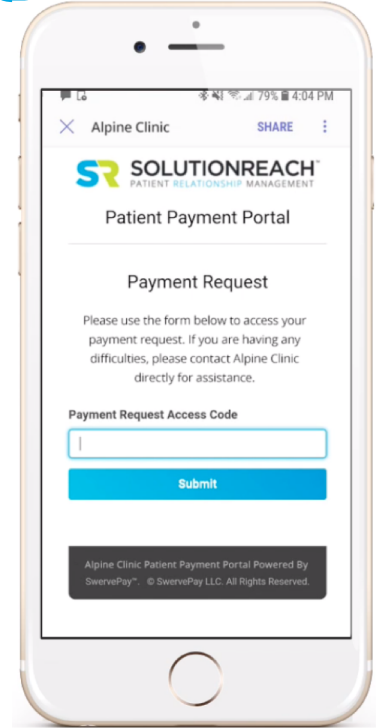 79% 4:04 PM
Alpine Clinic SHARE
SR SOLUTIONREACH™
PATIENT RELATIONSHIP MANAGEMENT
Patient Payment Portal
Payment Request
Please use the form below to access your
payment request. If you are having any
difficulties, please contact Alpine Clinic
directly for assistance.
Payment Request Access Code
Submit
Alpine Clinic Patient Payment Portal Powered By
SwervePay™. © SwervePay LLC. All Rights Reserved.